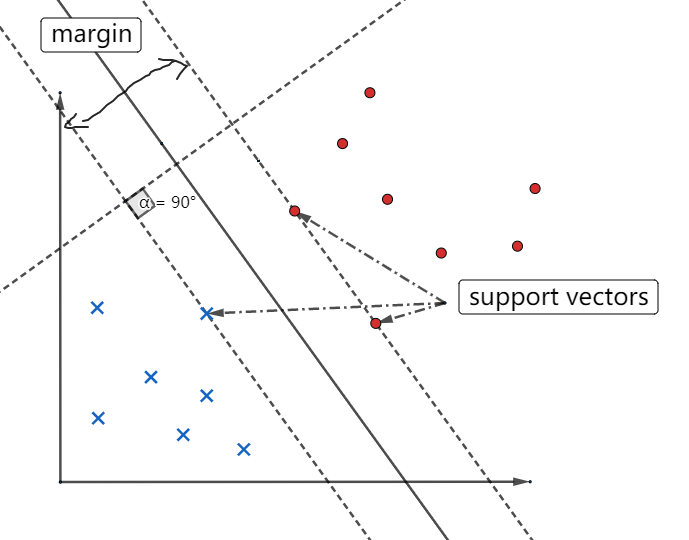 margin
α = 90°
support vectors